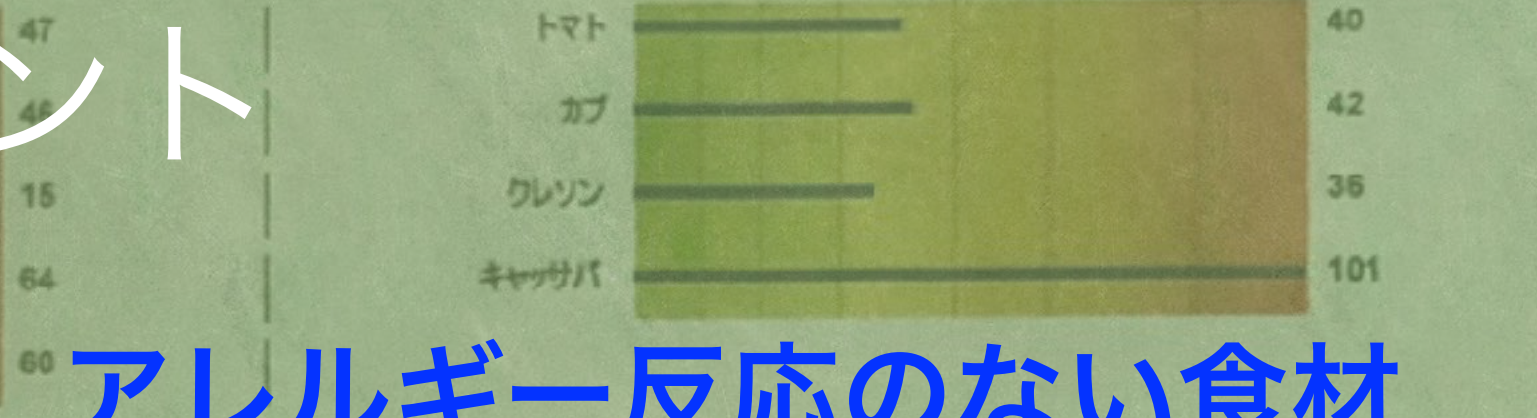 47 トマト 40
ント
46 カブ 42
15 クレソン 36
64 キャッサバ 101
60
アレルギー反応のない食材